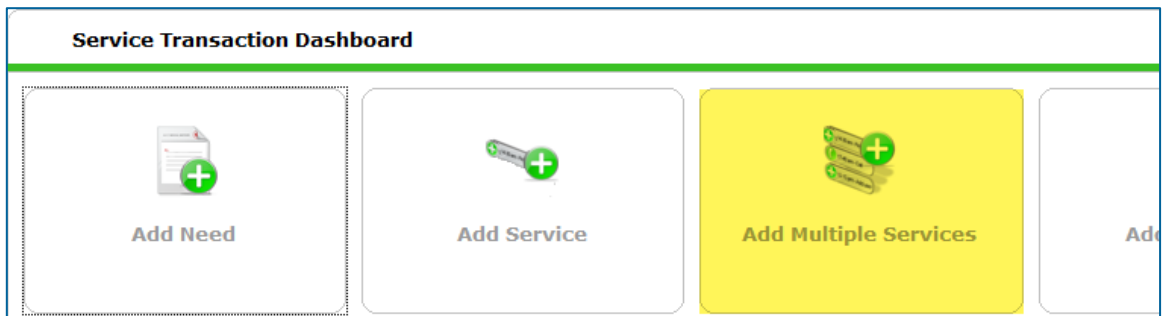 Service Transaction Dashboard
Add Need
Add Service
Add Multiple Services